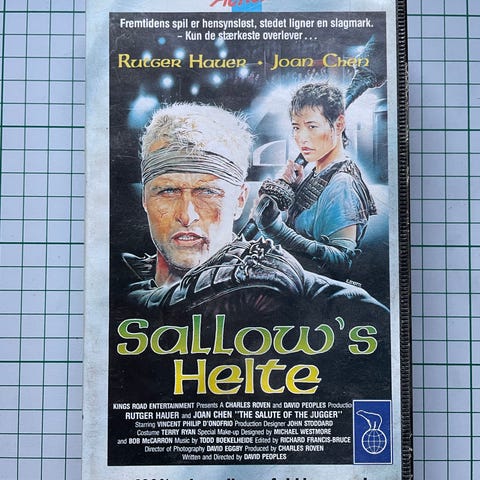 Fremtidens spil er hensynsløst, stedet ligner en slagmark.
- Kun de stærkeste overlever...
RUTGER HAUER • JOAN CHEN
Sallow's
Helte
KINGS ROAD ENTERTAINMENT Presents A CHARLES ROVEN and DAVID PEOPLES Production
RUTGER HAUER and JOAN CHEN "THE SALUTE OF THE JUGGER"
Starring VINCENT PHILIP D'ONOFRIO Production Designer JOHN STODDARD
Costume TERRY RYAN Special Make-up Designed by MICHAEL WESTMORE
and BOB McCARRON Music by TODD BOEKELHEIDE Edited by RICHARD FRANCIS-BRUCE
Director of Photography DAVID EGGBY Produced by CHARLES ROVEN
Written and Directed by DAVID PEOPLES